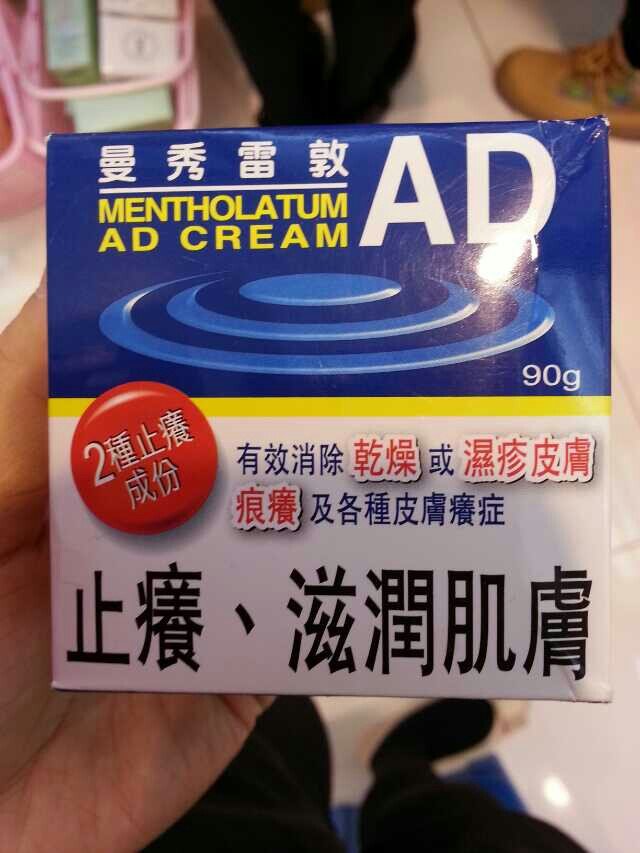 曼秀雷敦
MENTHOLATUM
AD CREAM
AD
90g
2種止癢
成份
有效消除乾燥或濕疹皮膚
痕癢及各種皮膚癢症
止癢、滋潤肌膚